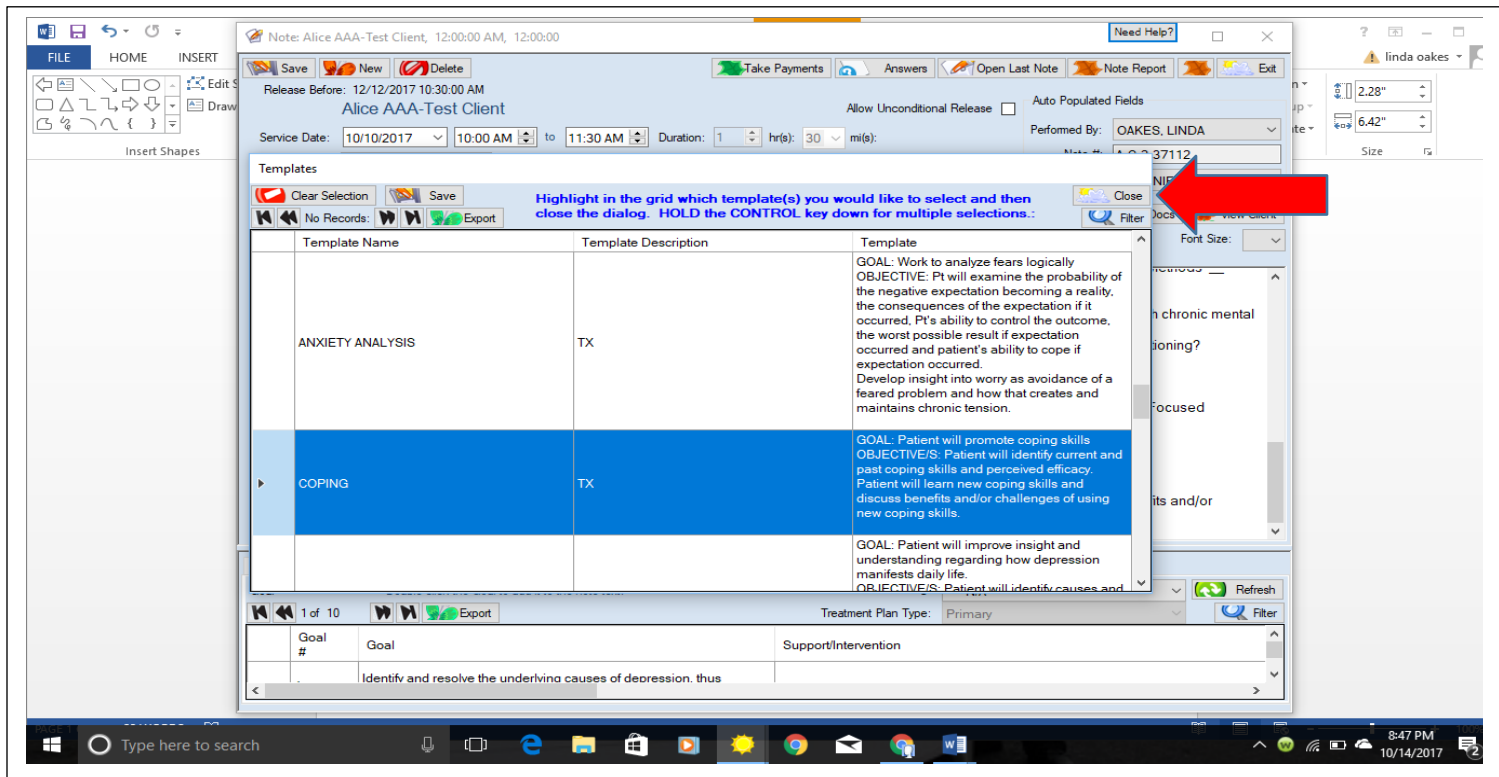 Note: Alice AAA-Test Client, 12:00:00 AM, 12:00:00
Need Help?
?
FILE HOME INSERT
linda oakes
Edit S
Draw
Insert Shapes
2.28"
6.42"
Size
Save New Delete Take Payments Answers Open Last Note Note Report Exit
Release Before: 12/12/2017 10:30:00 AM
Alice AAA-Test Client
Allow Unconditional Release
Auto Populated Fields
Service Date: 10/10/2017 10:00 AM to 11:30 AM Duration: 1 hr(s): 30 mi(s):
Performed By: OAKES, LINDA
37112
Templates
Clear Selection Save
Highlight in the grid which template(s) you would like to select and then
close the dialog. HOLD the CONTROL key down for multiple selections.:
Close
No Records: Export
Filter
Docs View Client
Font Size:
Template Name Template Description Template
ANXIETY ANALYSIS
TX
GOAL: Work to analyze fears logically
OBJECTIVE: Pt will examine the probability of
the negative expectation becoming a reality,
the consequences of the expectation if it
occurred, Pt's ability to control the outcome,
the worst possible result if expectation
occurred and patient's ability to cope if
expectation occurred.
Develop insight into worry as avoidance of a
feared problem and how that creates and
maintains chronic tension.
COPING
TX
GOAL: Patient will promote coping skills
OBJECTIVE/S: Patient will identify current and
past coping skills and perceived efficacy.
Patient will learn new coping skills and
discuss benefits and/or challenges of using
new coping skills.
GOAL: Patient will improve insight and
understanding regarding how depression
manifests daily life.
OBJECTIVE/S: Patient will identify causes and
n chronic mental
tioning?
Focused
fits and/or
Refresh
1 of 10 Export
Treatment Plan Type: Primary
Filter
Goal
#
Goal
Support/Intervention
Identify and resolve the underlying causes of depression, thus
Type here to search
8:47 PM
10/14/2017
2